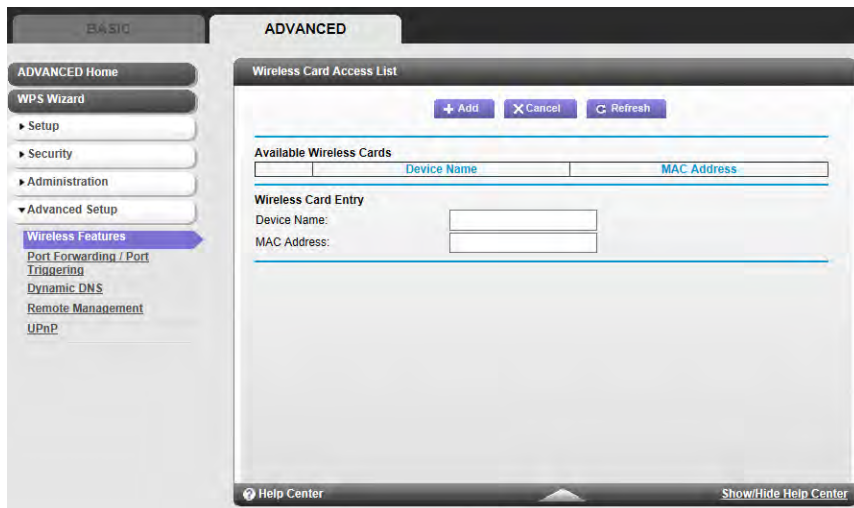 BASIC
ADVANCED
ADVANCED Home
WPS Wizard
Setup
Security
Administration
Advanced Setup
Wireless Features
Port Forwarding / Port
Triggering
Dynamic DNS
Remote Management
UPnP
Wireless Card Access List
+ Add
X Cancel
Refresh
Available Wireless Cards
Device Name MAC Address
Wireless Card Entry
Device Name:
MAC Address:
? Help Center
Show/Hide Help Center